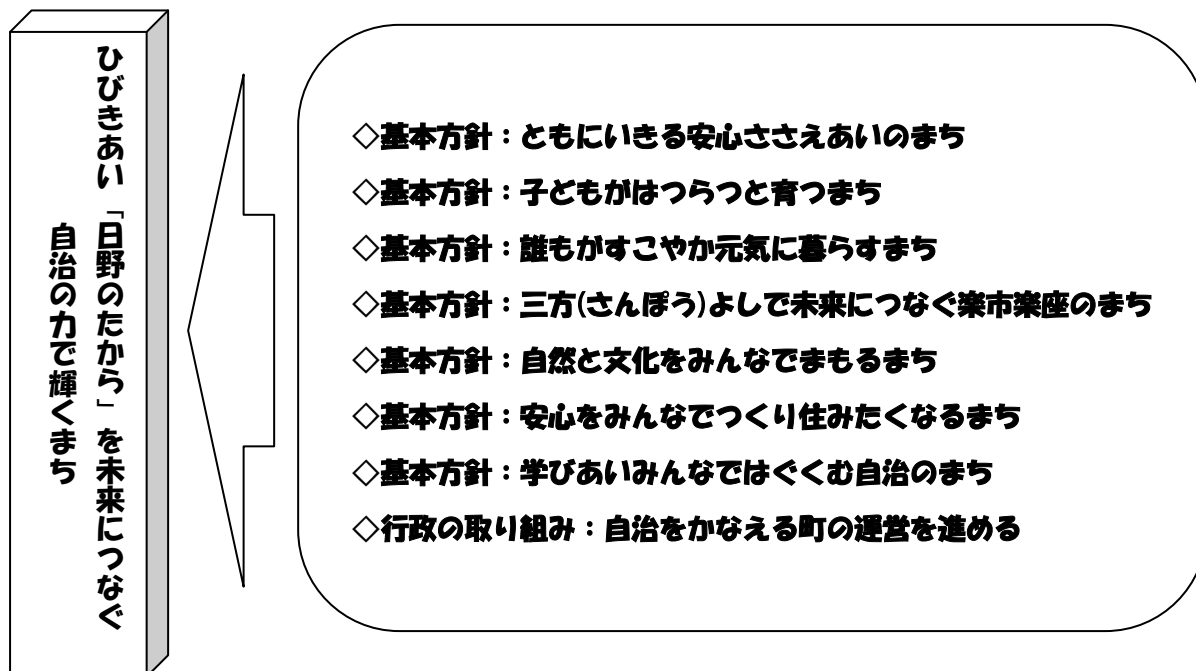 ひびきあい「日野のたから」を未来につなぐ
自治の力で輝くまち
◇基本方針：ともにいきる安心ささえあいのまち
◇基本方針：子どもがはつらつと育つまち
◇基本方針：誰もがすこやか元気に暮らすまち
◇基本方針：三方(さんぽう)よしで未来につなぐ楽市楽座のまち
◇基本方針：自然と文化をみんなでまもるまち
◇基本方針：安心をみんなでつくり住みたくなるまち
◇基本方針：学びあいみんなではぐくむ自治のまち
◇行政の取り組み：自治をかなえる町の運営を進める